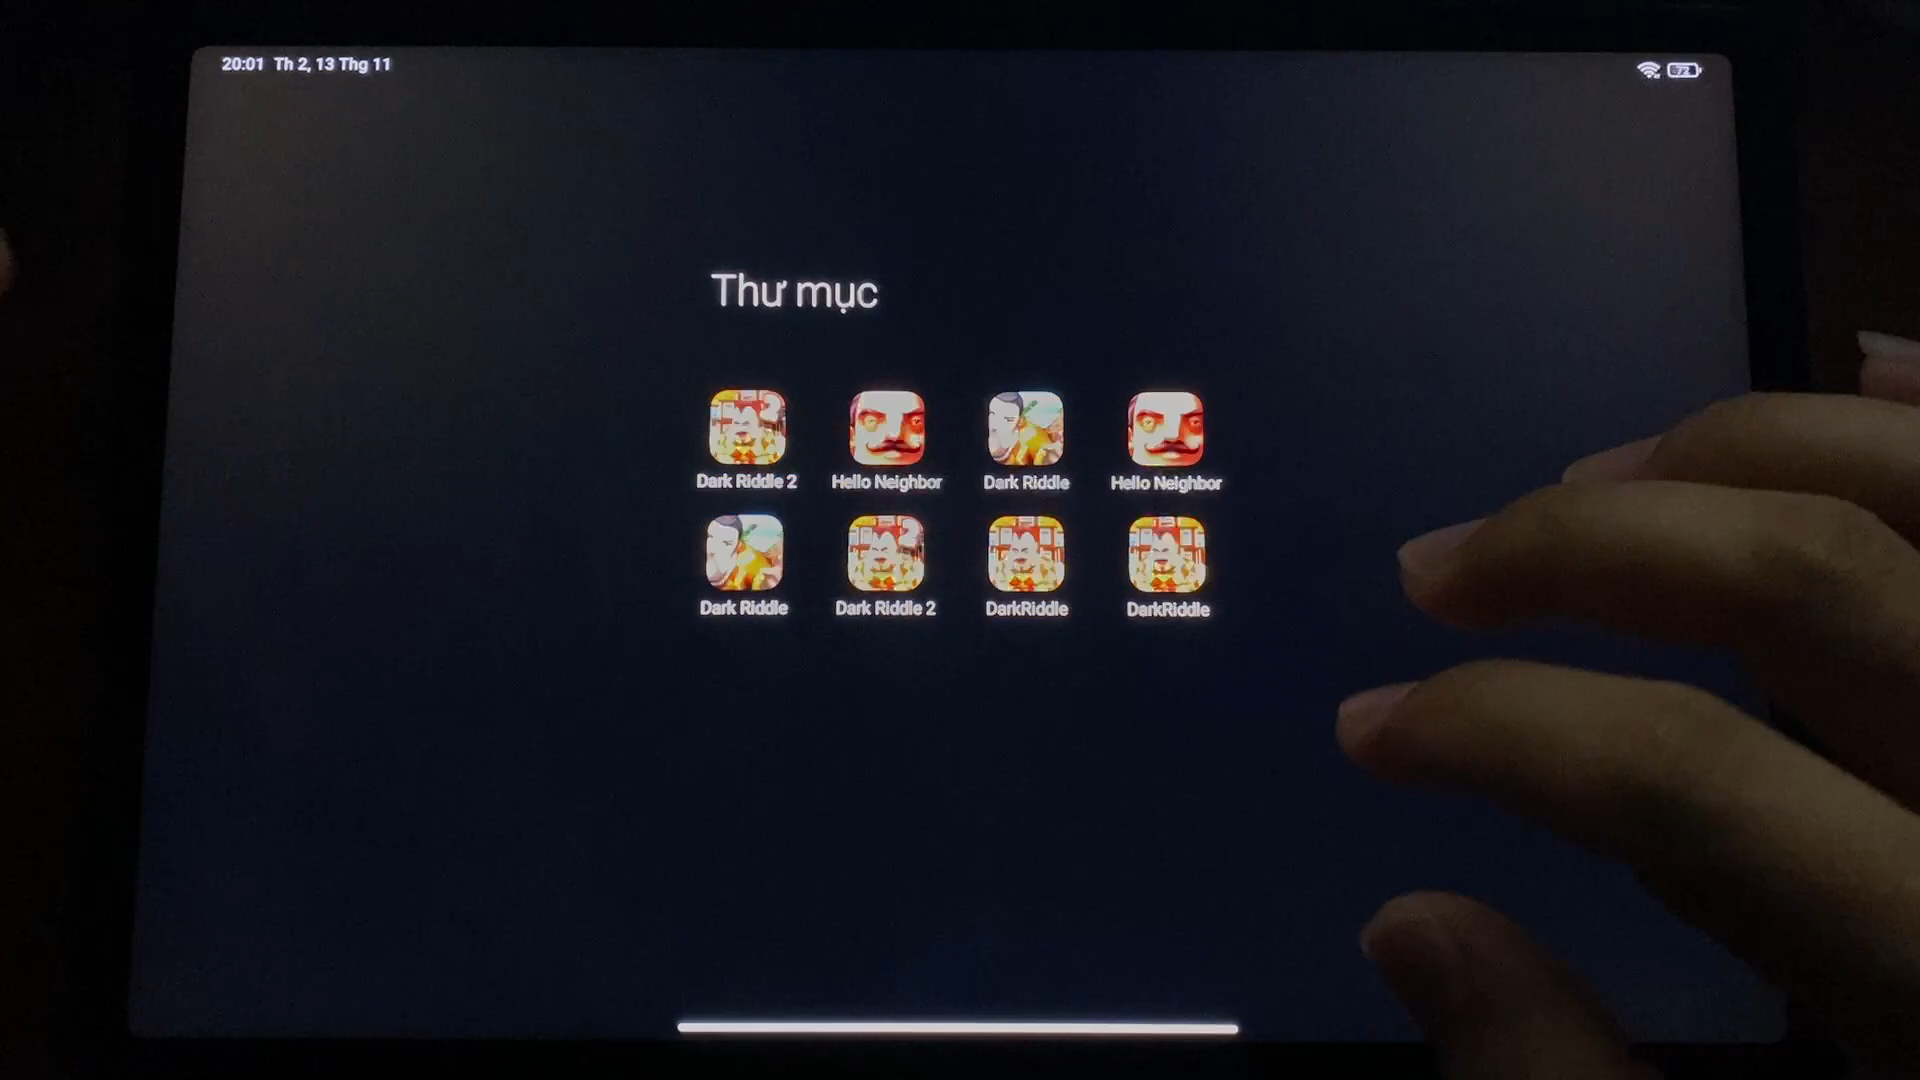 20:01 Th 2, 13 Thg 11
72
Thư mục
Dark Riddle 2
Hello Neighbor
Dark Riddle
Hello Neighbor
Dark Riddle
Dark Riddle 2
DarkRiddle
DarkRiddle